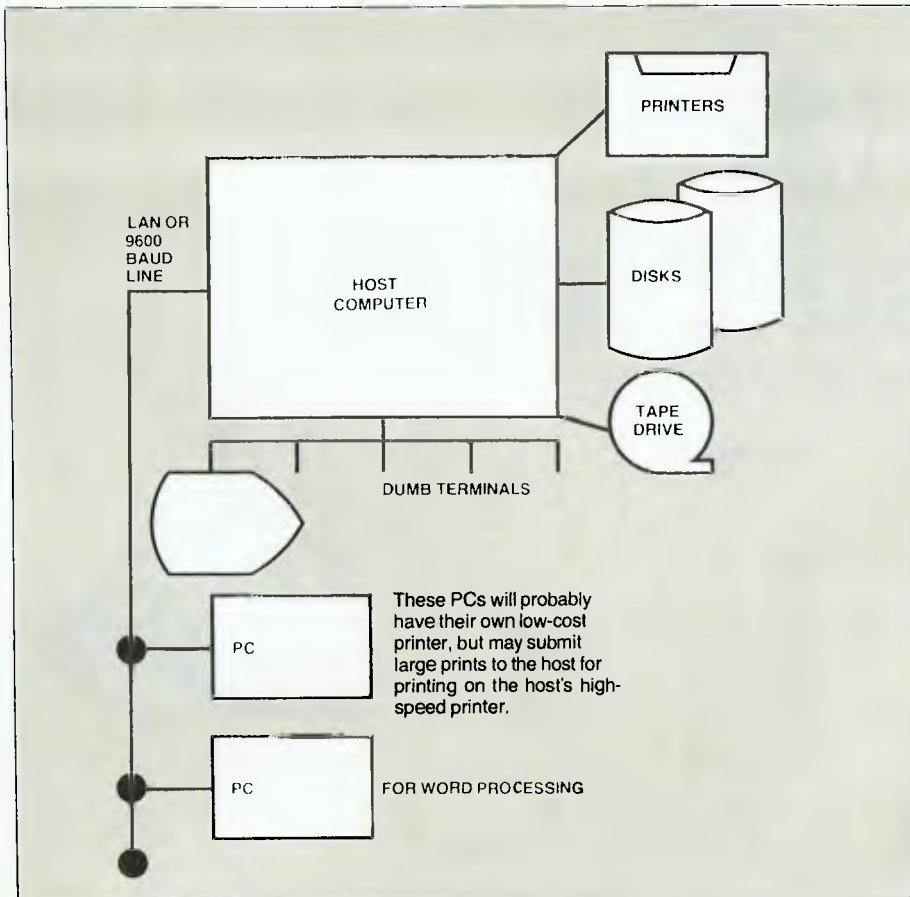 PRINTERS
LAN OR
9600
BAUD
LINE
HOST
COMPUTER
DISKS
TAPE
DRIVE
DUMB TERMINALS
PC
These PCs will probably
have their own low-cost
printer, but may submit
large prints to the host for
printing on the host's high-
speed printer.
PC
FOR WORD PROCESSING